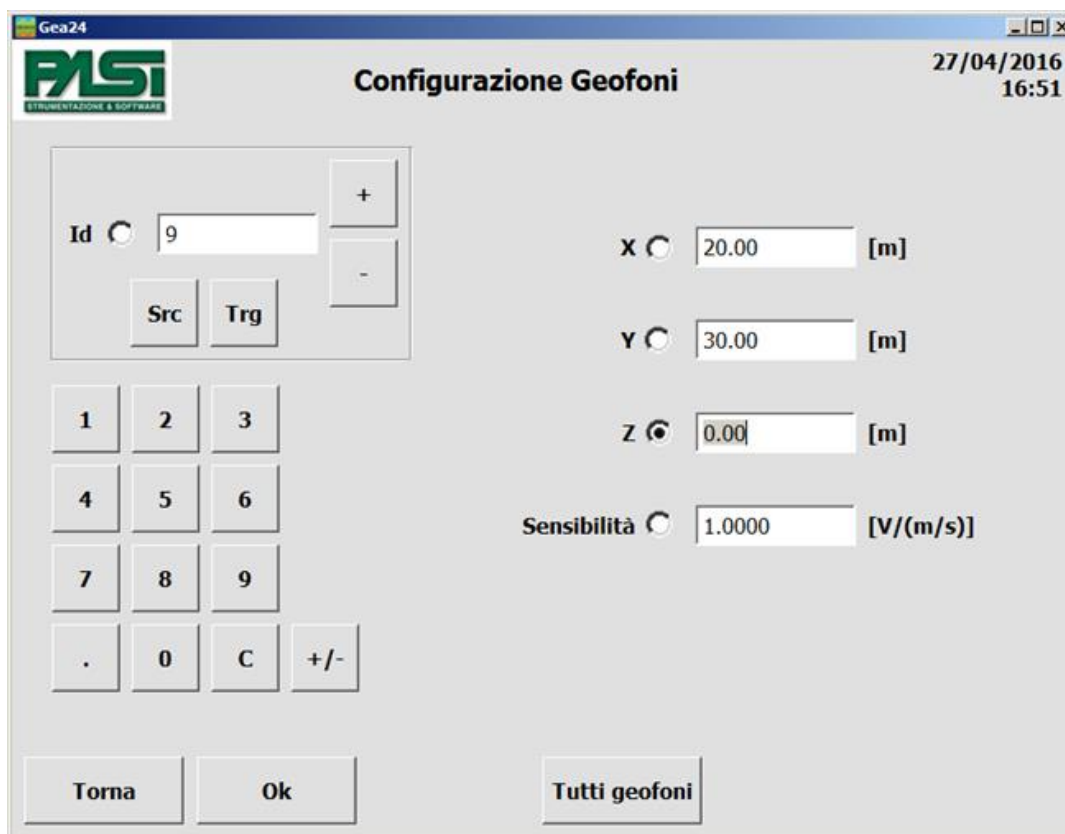 Gea24
PASi
STRUMENTAZIONE & SOFTWARE
Configurazione Geofoni
27/04/2016
16:51
Id 9
+
-
Src Trg
X 20.00 [m]
Y 30.00 [m]
Z 0.00 [m]
Sensibilità 1.0000 [V/(m/s)]
1 2 3
4 5 6
7 8 9
. 0 C +/-
Torna Ok Tutti geofoni